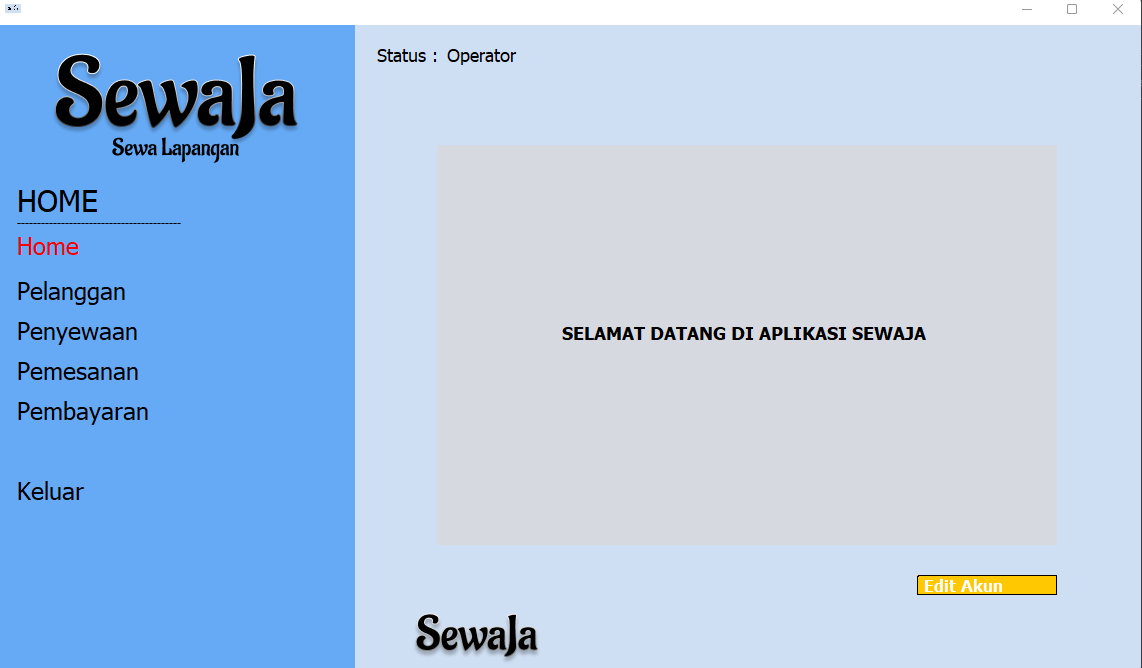 SewaJa
Sewa Lapangan
HOME
-----------------------------------------
Home
Pelanggan
Penyewaan
Pemesanan
Pembayaran
Keluar
Status : Operator
SELAMAT DATANG DI APLIKASI SEWAJA
Edit Akun
SewaJa